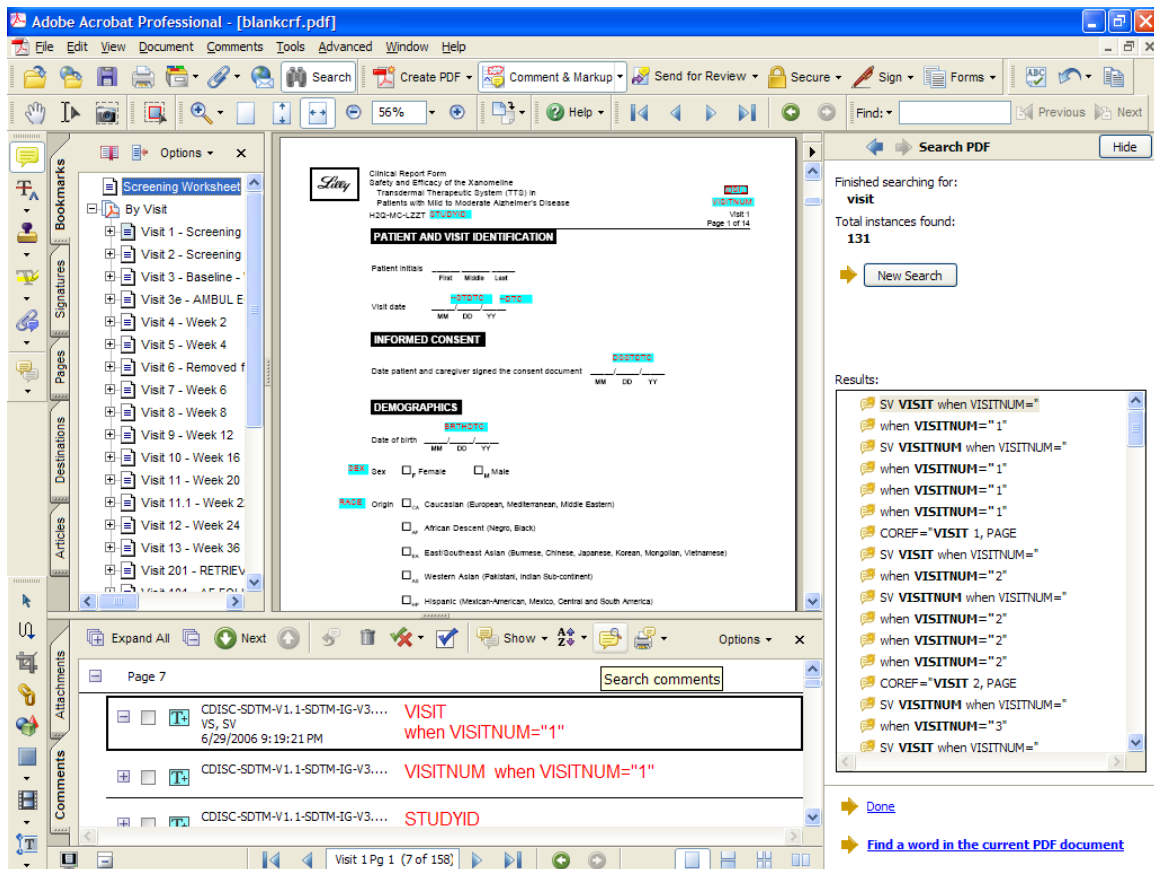 Adobe Acrobat Professional - [blankcrf.pdf]
File Edit View Document Comments Tools Advanced Window Help
Search Create PDF Comment & Markup Send for Review Secure Sign Forms
56% Help Find: Previous Next
Bookmarks
Signatures
Pages
Destinations
Articles
Attachments
Comments
Options
Screening Worksheet
By Visit
Visit 1 - Screening
Visit 2 - Screening
Visit 3 - Baseline -
Visit 3e - AMBUL E
Visit 4 - Week 2
Visit 5 - Week 4
Visit 6 - Removed f
Visit 7 - Week 6
Visit 8 - Week 8
Visit 9 - Week 12
Visit 10 - Week 16
Visit 11 - Week 20
Visit 11.1 - Week 2
Visit 12 - Week 24
Visit 13 - Week 36
Visit 201 - RETRIEV
Lilly
Clinical Report Form
Safety and Efficacy of the Xanomeline
Transdermal Therapeutic System (TTS) in
Patients with Mild to Moderate Alzheimer's Disease
H2Q-MC-LZZT STUDYID
VISITNUM
Visit 1
Page 1 of 14
PATIENT AND VISIT IDENTIFICATION
Patient Initials
First Middle Last
Visit date
MM DD YY
INFORMED CONSENT
DSSTDTC
Date patient and caregiver signed the consent document
MM DD YY
DEMOGRAPHICS
BRTHDTC
Date of birth
MM DD YY
SEX Sex F Female M Male
RACE Origin CA Caucasian (European, Mediterranean, Middle Eastern)
AF African Descent (Negro, Black)
EA East/Southeast Asian (Burmese, Chinese, Japanese, Korean, Mongolian, Vietnamese)
AS Western Asian (Pakistani, Indian Sub-continent)
HP Hispanic (Mexican-American, Mexico, Central and South America)
Search PDF Hide
Finished searching for:
visit
Total instances found:
131
New Search
Results:
SV VISIT when VISITNUM="
when VISITNUM="1"
SV VISITNUM when VISITNUM="
when VISITNUM="1"
when VISITNUM="1"
when VISITNUM="1"
COREF="VISIT 1, PAGE
SV VISIT when VISITNUM="
when VISITNUM="2"
SV VISITNUM when VISITNUM="
when VISITNUM="2"
when VISITNUM="2"
when VISITNUM="2"
COREF="VISIT 2, PAGE
SV VISIT when VISITNUM="
when VISITNUM="3"
SV VISIT when VISITNUM="
Done
Find a word in the current PDF document
Expand All Next Show Options
Search comments
Page 7
CDISC-SDTM-V1.1-SDTM-IG-V3.... VISIT
VS, SV when VISITNUM="1"
6/29/2006 9:19:21 PM
CDISC-SDTM-V1.1-SDTM-IG-V3.... VISITNUM when VISITNUM="1"
CDISC-SDTM-V1.1-SDTM-IG-V3.... STUDYID
Visit 1 Pg 1 (7 of 158)